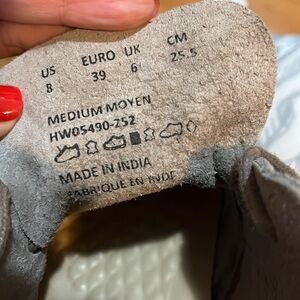 US EURO UK CM
8 39 6 25.5
MEDIUM MOYEN
HW05490-252
MADE IN INDIA
FABRIQUE EN INDE